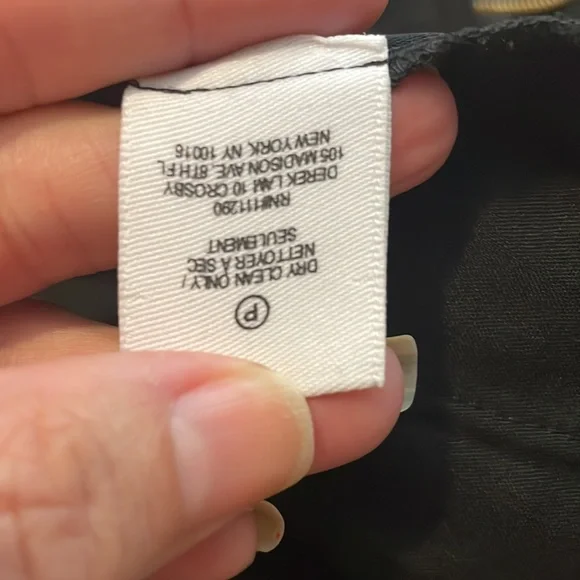 Ⓟ
DRY CLEAN ONLY /
NETTOYER À SEC
SEULEMENT
RN#111290
DEREK LAM 10 CROSBY
105 MADISON AVE. 8TH FL
NEW YORK, NY 10016